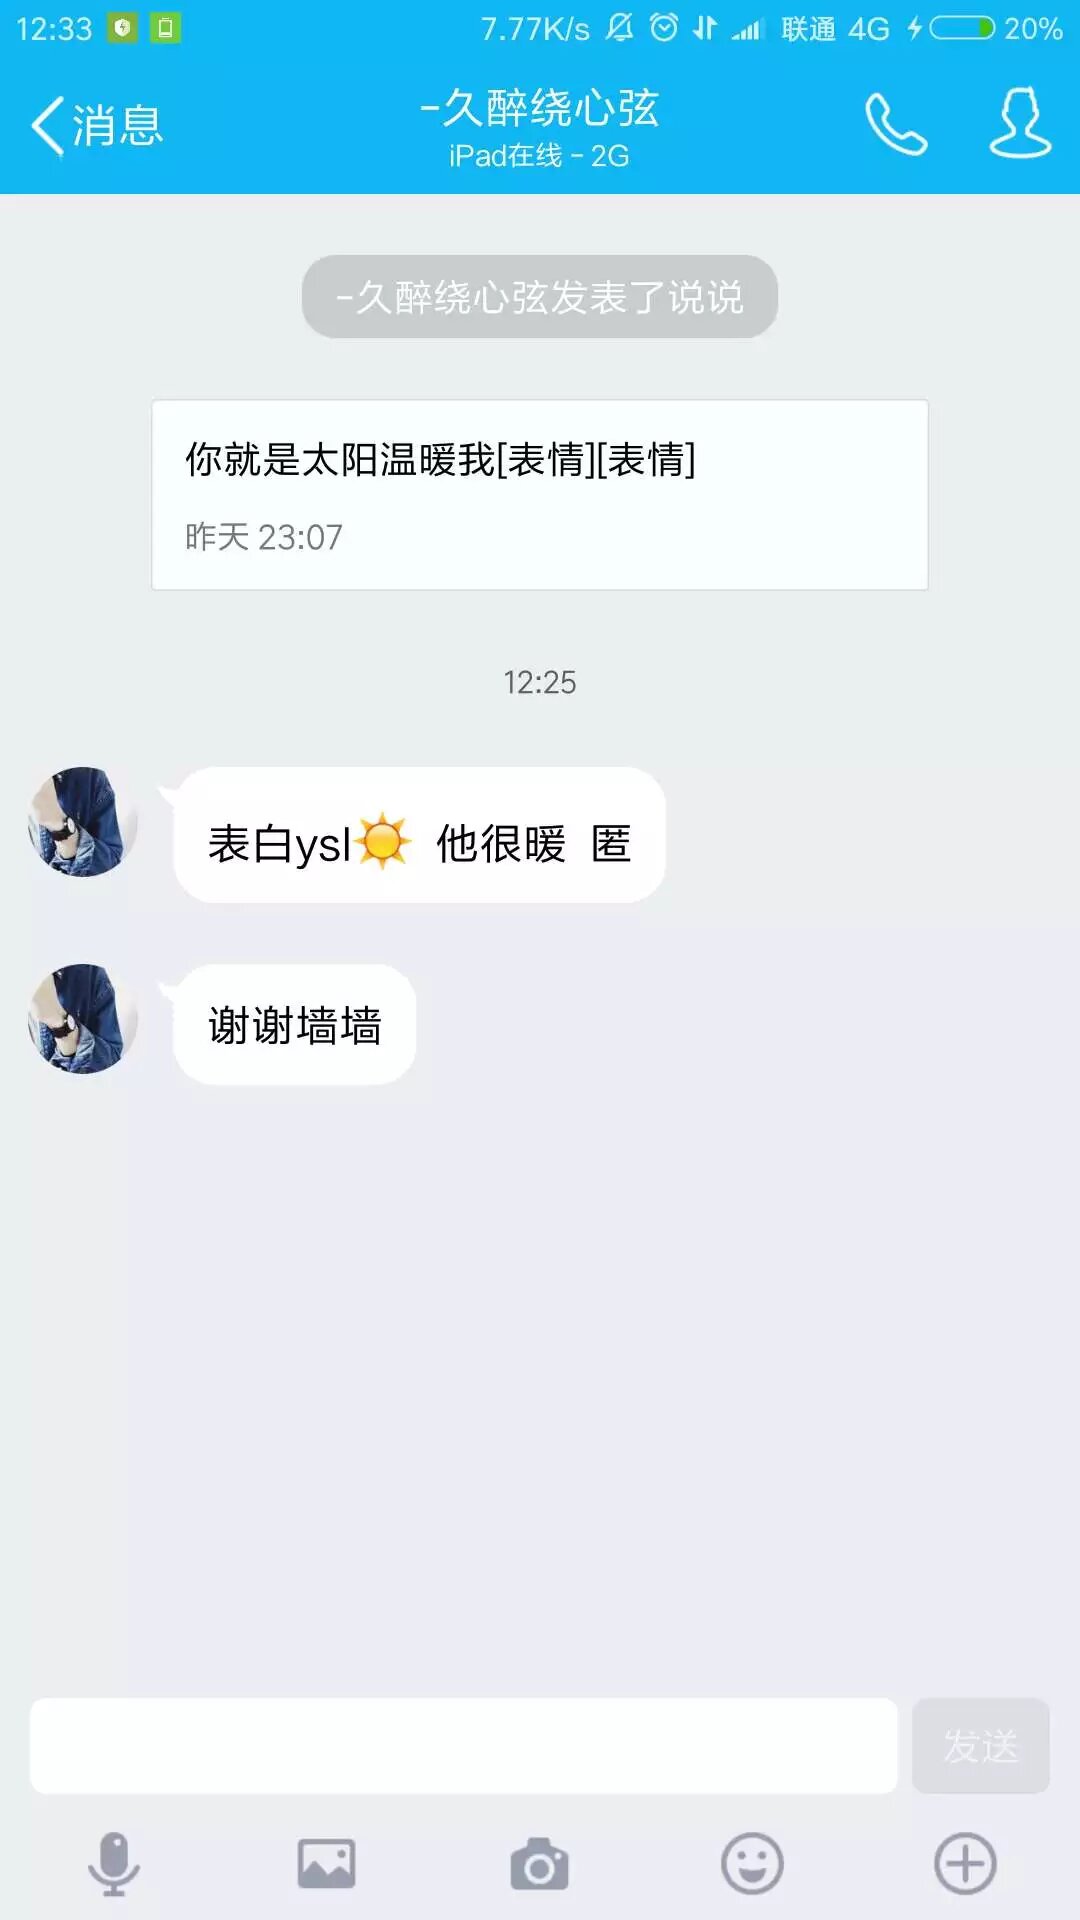 12:33 7.77K/s 联通 4G 20%
消息
-久醉绕心弦
iPad在线 - 2G
-久醉绕心弦发表了说说
你就是太阳温暖我[表情][表情]
昨天 23:07
12:25
表白ysl☀️ 他很暖 匿
谢谢墙墙
发送